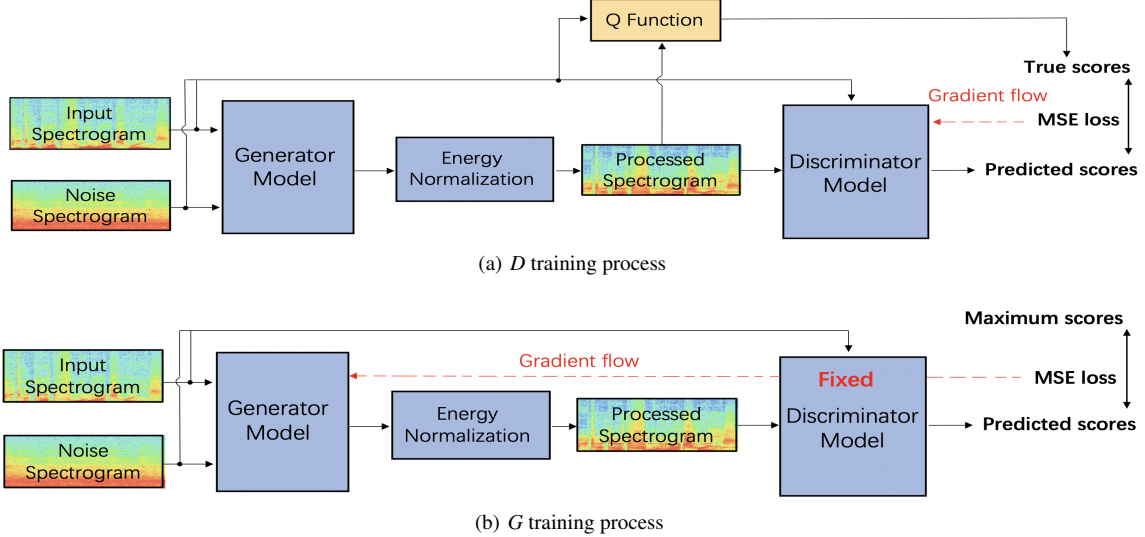 Q Function
True scores
Gradient flow
MSE loss
Predicted scores
Input
Spectrogram
Noise
Spectrogram
Generator
Model
Energy
Normalization
Processed
Spectrogram
Discriminator
Model
(a) D training process
Maximum scores
Gradient flow
MSE loss
Predicted scores
Input
Spectrogram
Noise
Spectrogram
Generator
Model
Energy
Normalization
Processed
Spectrogram
Fixed
Discriminator
Model
(b) G training process